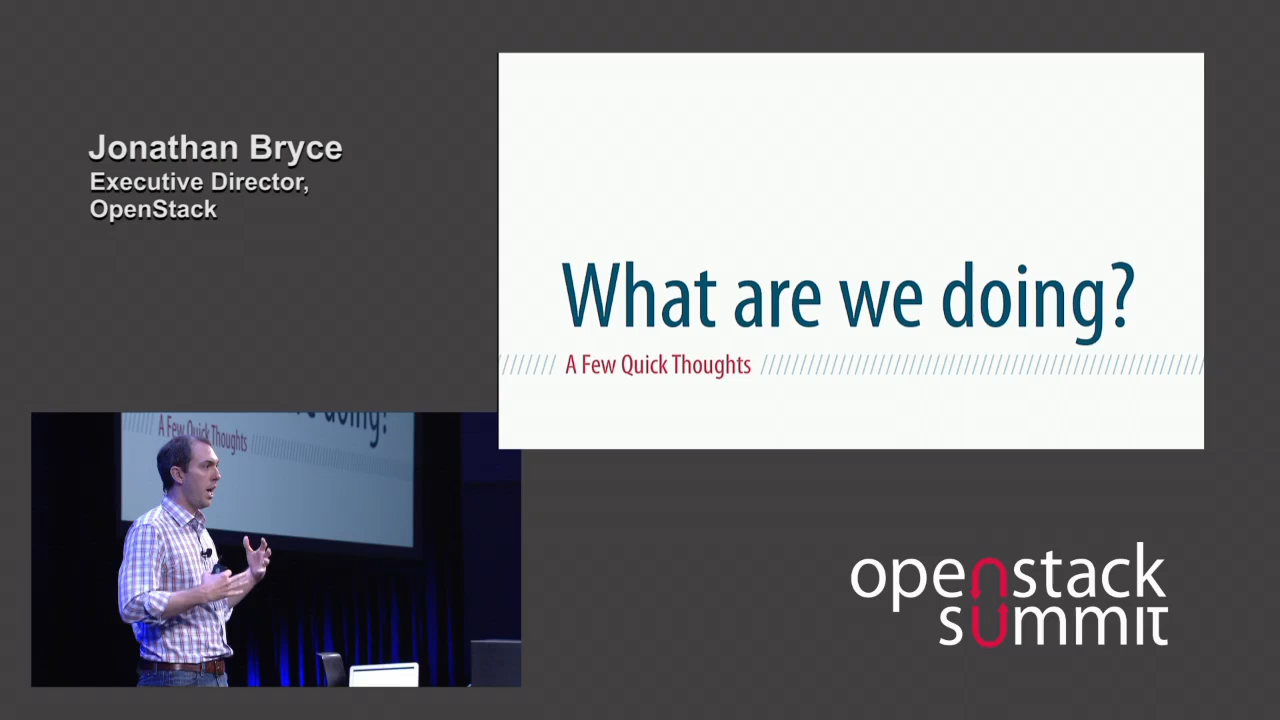 Jonathan Bryce
Executive Director,
OpenStack
What are we doing?
A Few Quick Thoughts
doing?
A Few Quick Thoughts
openstack
summit